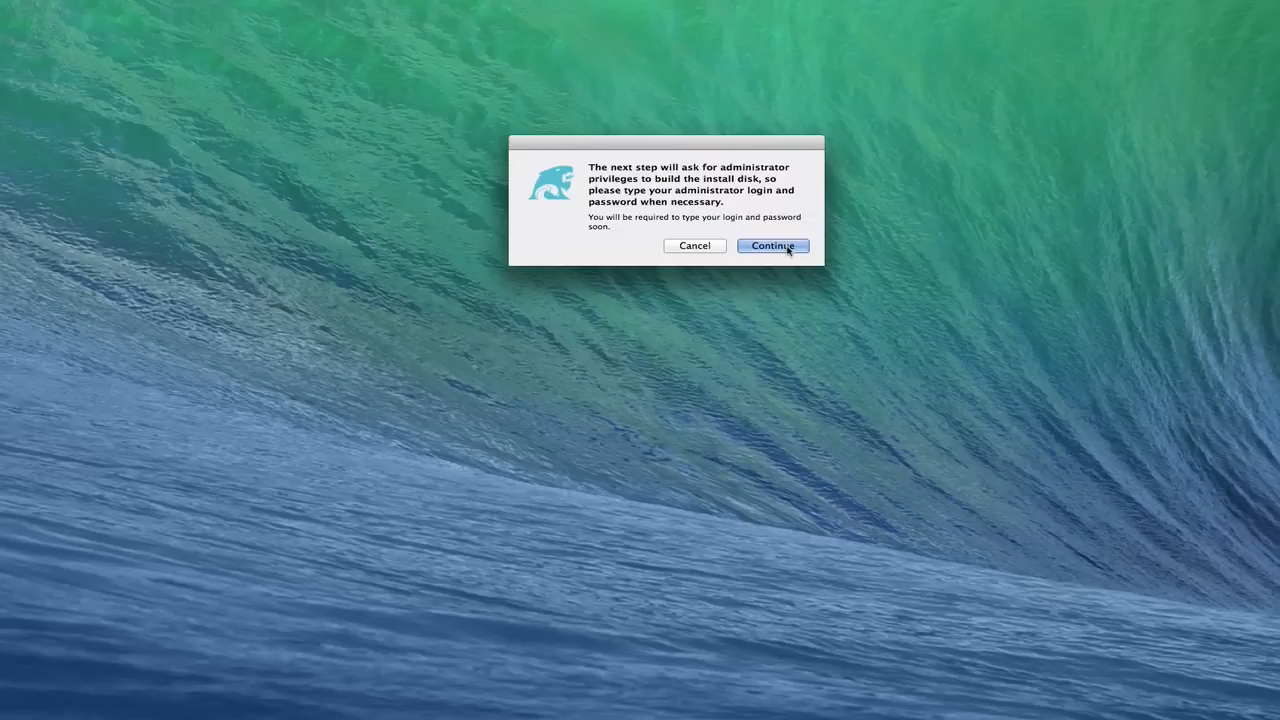 The next step will ask for administrator
privileges to build the install disk, so
please type your administrator login and
password when necessary.
You will be required to type your login and password
soon.
Cancel
Continue